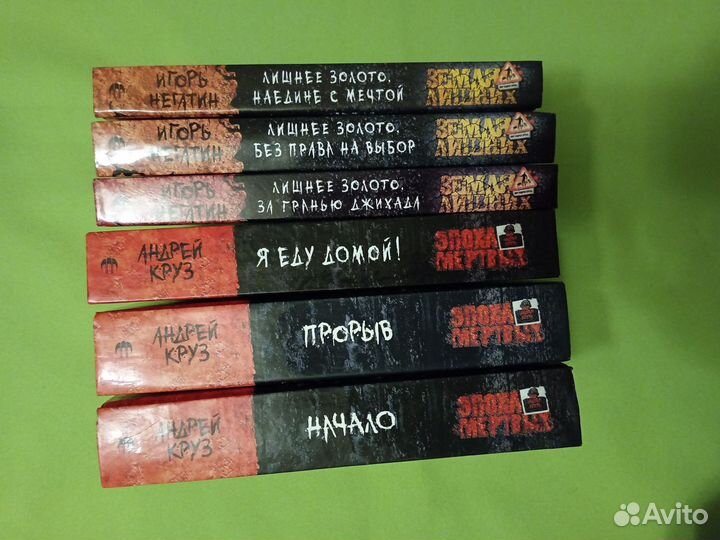 ИГОРЬ
НЕГАТИН
ЛИШНЕЕ ЗОЛОТО.
НАЕДИНЕ С МЕЧТОЙ
ЗЕМЛЯ
ЛИШНИХ
ИГОРЬ
НЕГАТИН
ЛИШНЕЕ ЗОЛОТО.
БЕЗ ПРАВА НА ВЫБОР
ЗЕМЛЯ
ЛИШНИХ
ИГОРЬ
НЕГАТИН
ЛИШНЕЕ ЗОЛОТО.
ЗА ГРАНЬЮ ДЖИХАДА
ЗЕМЛЯ
ЛИШНИХ
АНДРЕЙ
КРУЗ
Я ЕДУ ДОМОЙ!
ЭПОХА
МЕРТВЫХ
АНДРЕЙ
КРУЗ
ПРОРЫВ
ЭПОХА
МЕРТВЫХ
АНДРЕЙ
КРУЗ
НАЧАЛО
ЭПОХА
МЕРТВЫХ
Avito